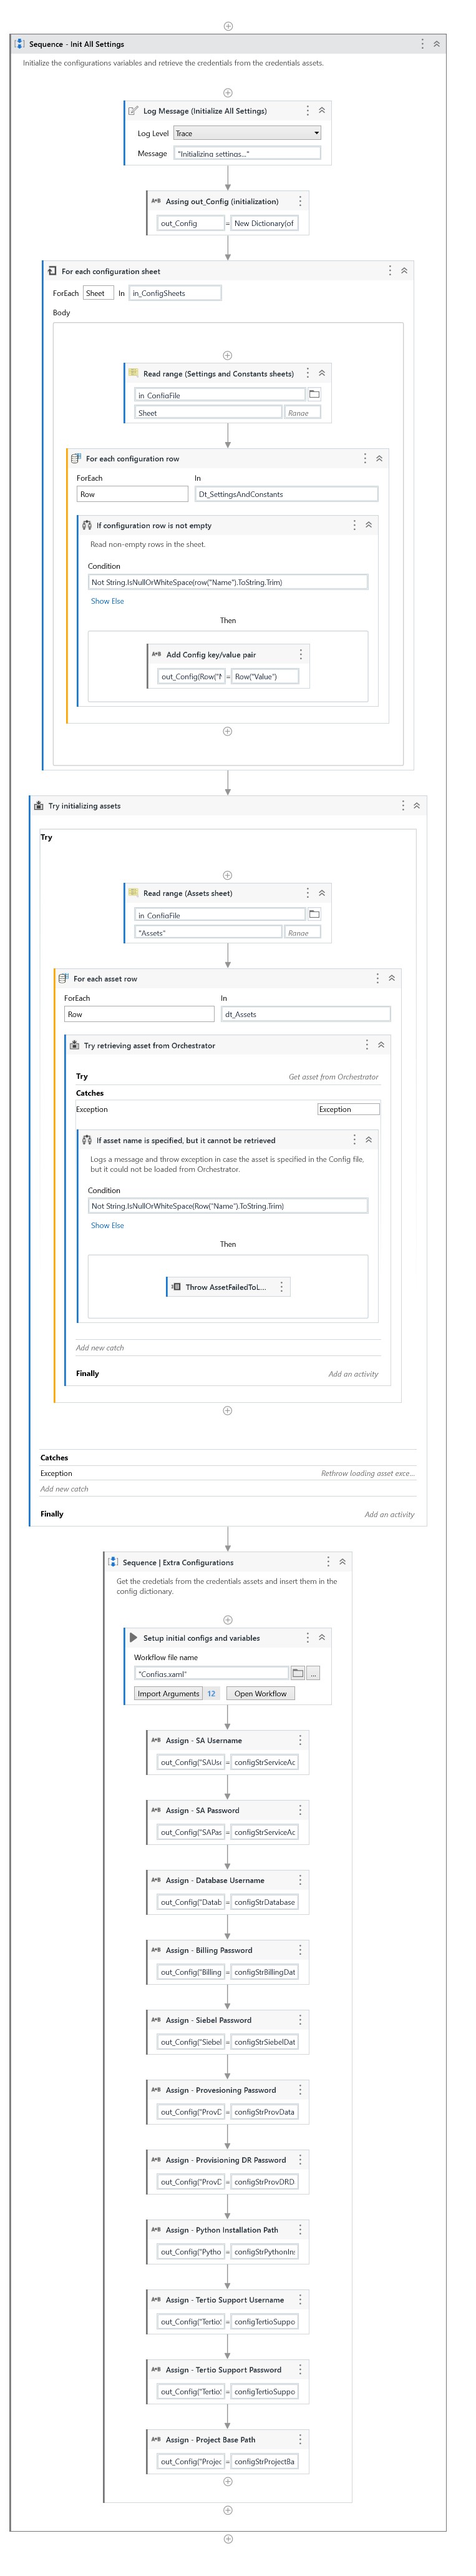 Sequence - Init All Settings
Initialize the configurations variables and retrieve the credentials from the credentials assets.
Log Message (Initialize All Settings)
Log Level Trace
Message "Initializing settings..."
A+B Assing out_Config (initialization)
out_Config = New Dictionary(of
For each configuration sheet
ForEach Sheet In in_ConfigSheets
Body
Read range (Settings and Constants sheets)
in_ConfigFile
Sheet Range
For each configuration row
ForEach In
Row Dt_SettingsAndConstants
If configuration row is not empty
Read non-empty rows in the sheet.
Condition
Not String.IsNullOrWhiteSpace(row("Name").ToString.Trim)
Show Else
Then
A+B Add Config key/value pair
out_Config(Row("N = Row("Value")
Try initializing assets
Try
Read range (Assets sheet)
in_ConfigFile
"Assets" Range
For each asset row
ForEach In
Row dt_Assets
Try retrieving asset from Orchestrator
Try Get asset from Orchestrator
Catches
Exception Exception
If asset name is specified, but it cannot be retrieved
Logs a message and throw exception in case the asset is specified in the Config file,
but it could not be loaded from Orchestrator.
Condition
Not String.IsNullOrWhiteSpace(Row("Name").ToString.Trim)
Show Else
Then
Throw AssetFailedToL...
Add new catch
Finally Add an activity
Catches
Exception Rethrow loading asset exce...
Add new catch
Finally Add an activity
Sequence | Extra Configurations
Get the credetials from the credentials assets and insert them in the
config dictionary.
Setup initial configs and variables
Workflow file name
"Configs.xaml" ...
Import Arguments 12 Open Workflow
A+B Assign - SA Username
out_Config("SAUse = configStrServiceAc
A+B Assign - SA Password
out_Config("SAPas = configStrServiceAc
A+B Assign - Database Username
out_Config("Datab = configStrDatabase
A+B Assign - Billing Password
out_Config("Billing = configStrBillingDat
A+B Assign - Siebel Password
out_Config("Siebel = configStrSiebelDat
A+B Assign - Provesioning Password
out_Config("ProvD = configStrProvData
A+B Assign - Provisioning DR Password
out_Config("ProvD = configStrProvDRD
A+B Assign - Python Installation Path
out_Config("Pytho = configStrPythonIns
A+B Assign - Tertio Support Username
out_Config("TertioS = configTertioSuppo
A+B Assign - Tertio Support Password
out_Config("TertioS = configTertioSuppo
A+B Assign - Project Base Path
out_Config("Projec = configStrProjectBa